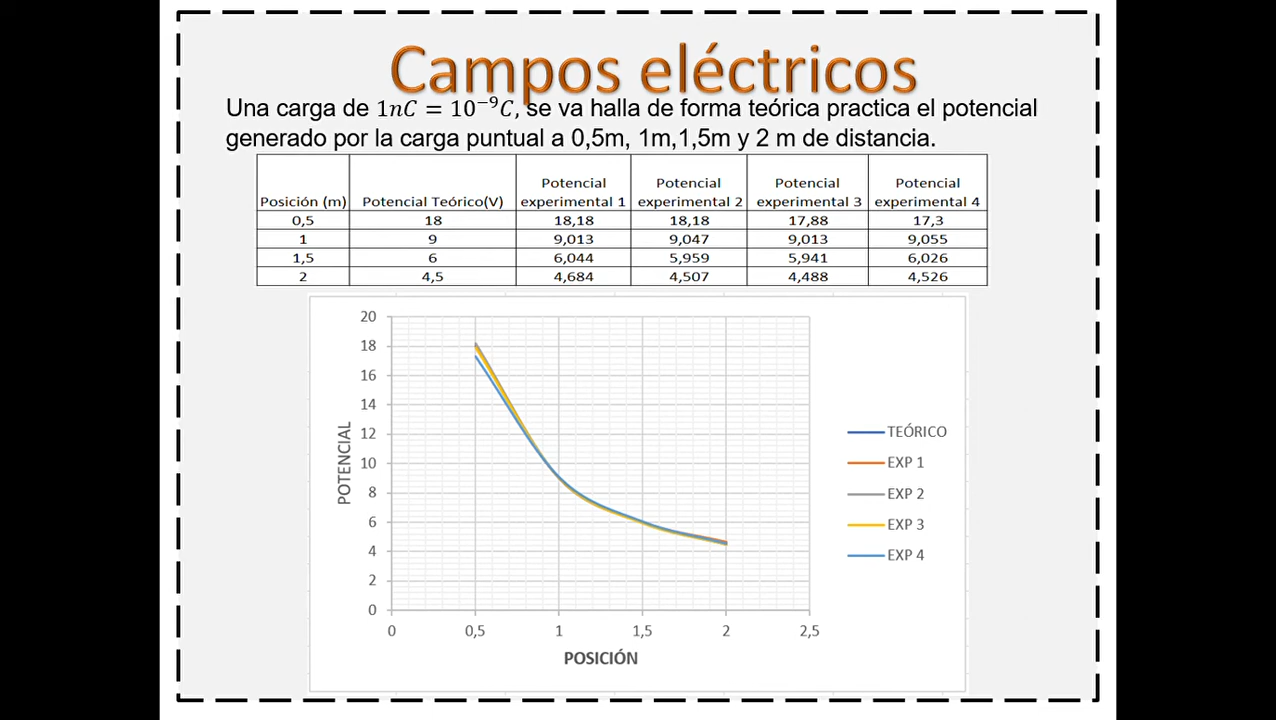 Campos eléctricos
Una carga de 1nC = 10⁻⁹C, se va halla de forma teórica practica el potencial
generado por la carga puntual a 0,5m, 1m,1,5m y 2 m de distancia.
Posición (m) Potencial Teórico(V) Potencial experimental 1 Potencial experimental 2 Potencial experimental 3 Potencial experimental 4
0,5 18 18,18 18,18 17,88 17,3
1 9 9,013 9,047 9,013 9,055
1,5 6 6,044 5,959 5,941 6,026
2 4,5 4,684 4,507 4,488 4,526
20
18
16
14
12
10
8
6
4
2
0
POTENCIAL
0 0,5 1 1,5 2 2,5
POSICIÓN
TEÓRICO
EXP 1
EXP 2
EXP 3
EXP 4